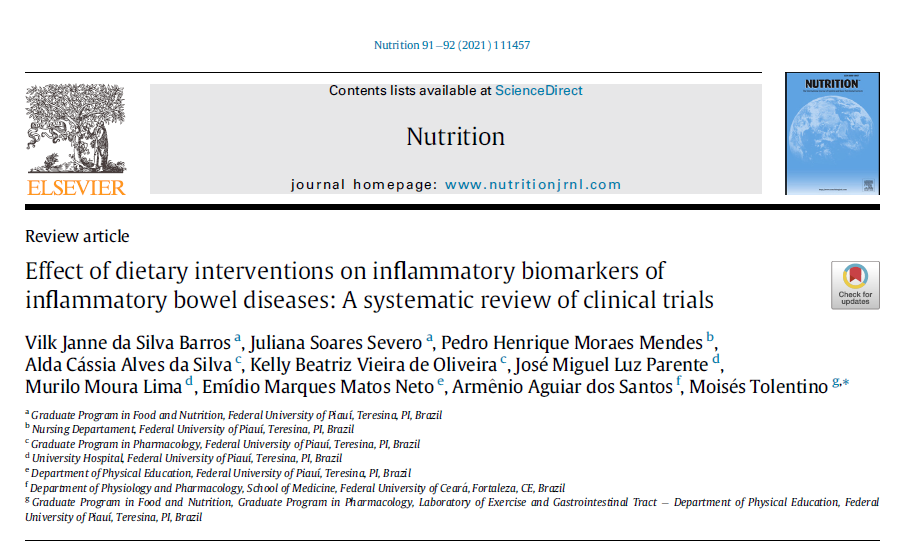 Nutrition 91–92 (2021) 111457
Contents lists available at ScienceDirect
Nutrition
journal homepage: www.nutritionjrnl.com
ELSEVIER
NUTRITION
Review article
Effect of dietary interventions on inflammatory biomarkers of
inflammatory bowel diseases: A systematic review of clinical trials
Check for
updates
Vilk Janne da Silva Barros a, Juliana Soares Severo a, Pedro Henrique Moraes Mendes b,
Alda Cássia Alves da Silva c, Kelly Beatriz Vieira de Oliveira c, José Miguel Luz Parente d,
Murilo Moura Lima d, Emídio Marques Matos Neto e, Armênio Aguiar dos Santos f, Moisés Tolentino g,*
a Graduate Program in Food and Nutrition, Federal University of Piauí, Teresina, PI, Brazil
b Nursing Departament, Federal University of Piauí, Teresina, PI, Brazil
c Graduate Program in Pharmacology, Federal University of Piauí, Teresina, PI, Brazil
d University Hospital, Federal University of Piauí, Teresina, PI, Brazil
e Department of Physical Education, Federal University of Piauí, Teresina, PI, Brazil
f Department of Physiology and Pharmacology, School of Medicine, Federal University of Ceará, Fortaleza, CE, Brazil
g Graduate Program in Food and Nutrition, Graduate Program in Pharmacology, Laboratory of Exercise and Gastrointestinal Tract – Department of Physical Education, Federal
University of Piauí, Teresina, PI, Brazil